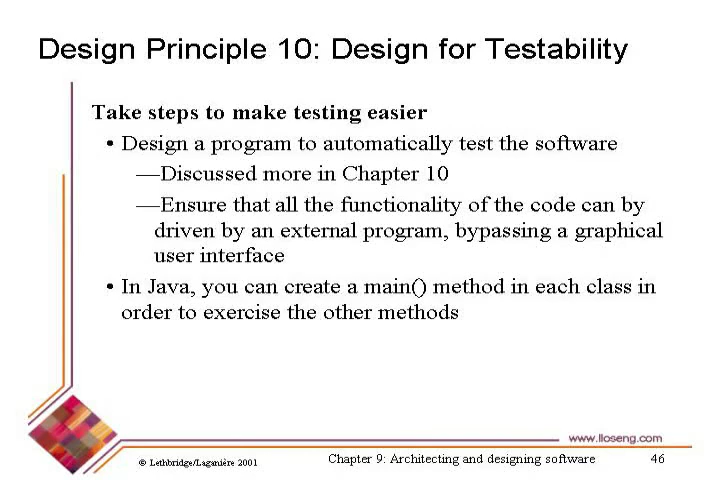 Design Principle 10: Design for Testability
Take steps to make testing easier
• Design a program to automatically test the software
—Discussed more in Chapter 10
—Ensure that all the functionality of the code can by
driven by an external program, bypassing a graphical
user interface
• In Java, you can create a main() method in each class in
order to exercise the other methods
www.lloseng.com
© Lethbridge/Laganière 2001
Chapter 9: Architecting and designing software
46